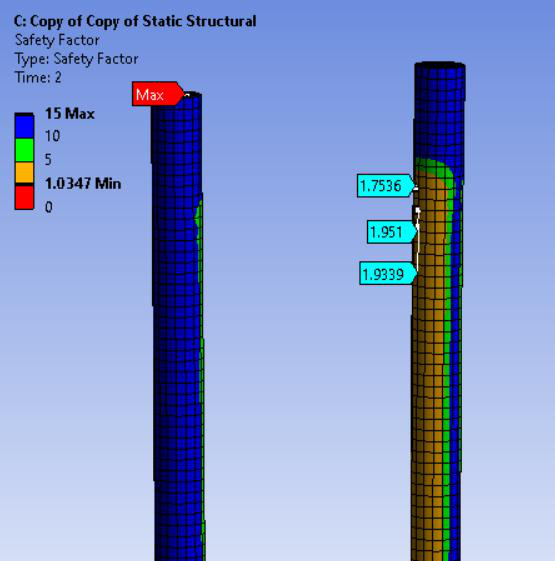 C: Copy of Copy of Static Structural
Safety Factor
Type: Safety Factor
Time: 2
Max
15 Max
10
5
1.0347 Min
0
1.7536
1.951
1.9339